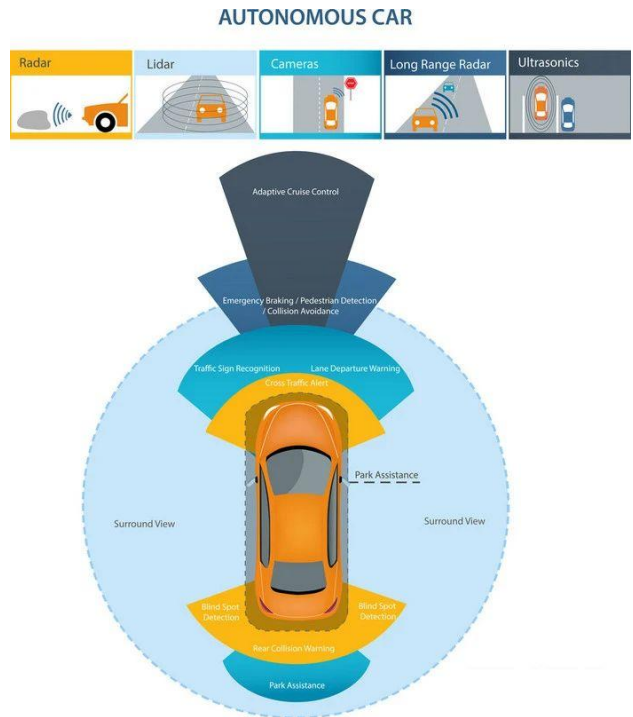 AUTONOMOUS CAR
Radar
Lidar
Cameras
Long Range Radar
Ultrasonics
STOP
Adaptive Cruise Control
Emergency Braking / Pedestrian Detection
/ Collision Avoidance
Traffic Sign Recognition
Lane Departure Warning
Cross Traffic Alert
Park Assistance
Surround View
Surround View
Blind Spot
Detection
Blind Spot
Detection
Rear Collision Warning
Park Assistance